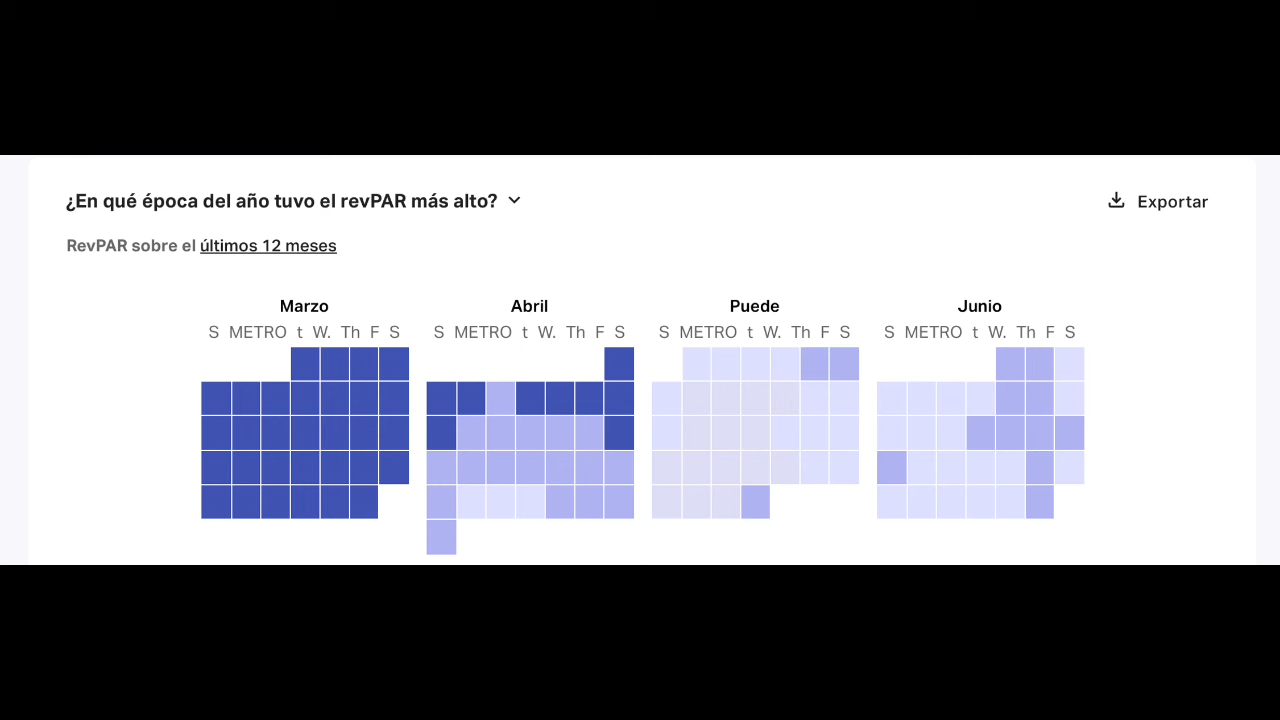 ¿En qué época del año tuvo el revPAR más alto?
Exportar
RevPAR sobre el últimos 12 meses
Marzo Abril Puede Junio
S METRO t W. Th F S S METRO t W. Th F S S METRO t W. Th F S S METRO t W. Th F S